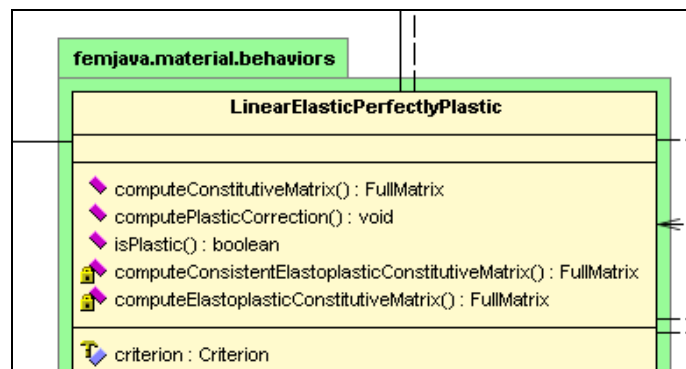 femjava.material.behaviors
LinearElasticPerfectlyPlastic
computeConstitutiveMatrix() : FullMatrix
computePlasticCorrection() : void
isPlastic() : boolean
computeConsistentElastoplasticConstitutiveMatrix() : FullMatrix
computeElastoplasticConstitutiveMatrix() : FullMatrix
criterion : Criterion